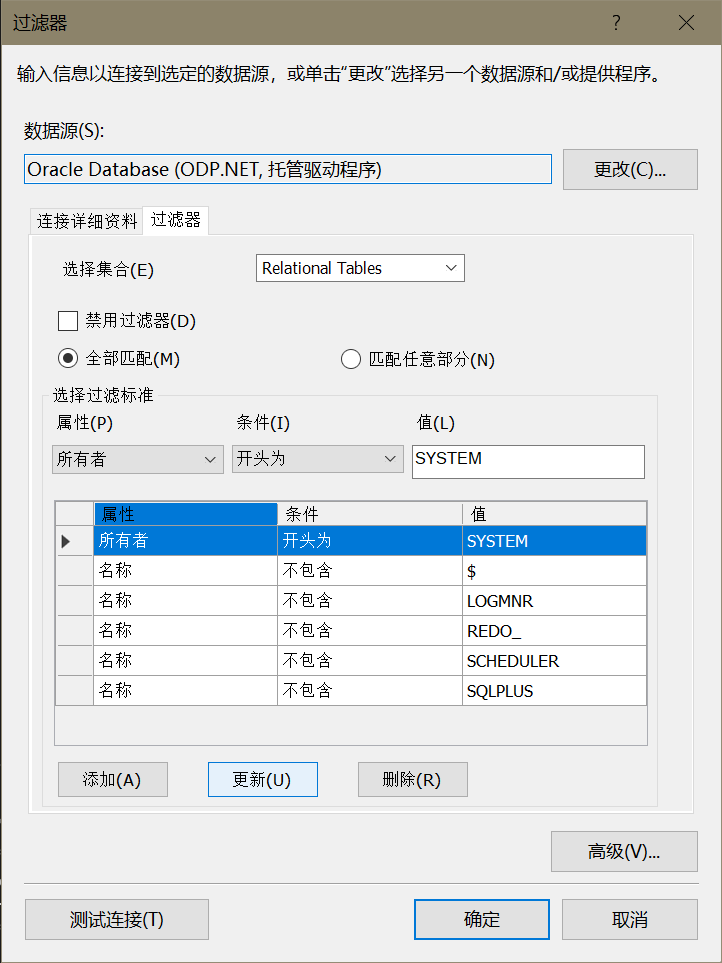 过滤器
输入信息以连接到选定的数据源，或单击“更改”选择另一个数据源和/或提供程序。
数据源(S):
Oracle Database (ODP.NET, 托管驱动程序) 更改(C)...
连接详细资料 过滤器
选择集合(E) Relational Tables
禁用过滤器(D)
全部匹配(M) 匹配任意部分(N)
选择过滤标准
属性(P) 条件(I) 值(L)
所有者 开头为 SYSTEM
属性 条件 值
所有者 开头为 SYSTEM
名称 不包含 $
名称 不包含 LOGMNR
名称 不包含 REDO_
名称 不包含 SCHEDULER
名称 不包含 SQLPLUS
添加(A) 更新(U) 删除(R)
高级(V)...
测试连接(T) 确定 取消